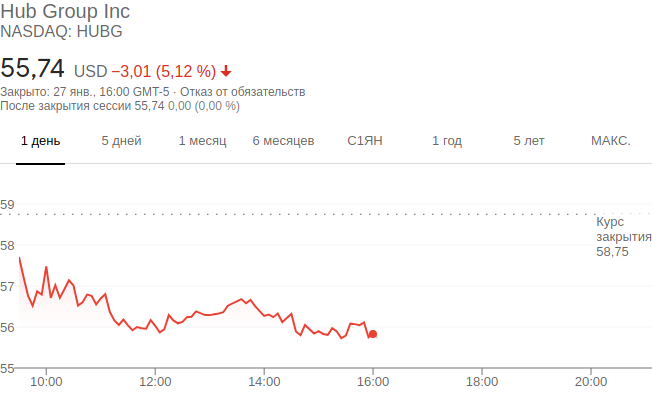 Hub Group Inc
NASDAQ: HUBG
55,74 USD −3,01 (5,12 %)
Закрыто: 27 янв., 16:00 GMT-5 · Отказ от обязательств
После закрытия сессии 55,74 0,00 (0,00 %)
1 день 5 дней 1 месяц 6 месяцев С1ЯН 1 год 5 лет МАКС.
59
Курс
закрытия
58,75
58
57
56
55
10:00 12:00 14:00 16:00 18:00 20:00